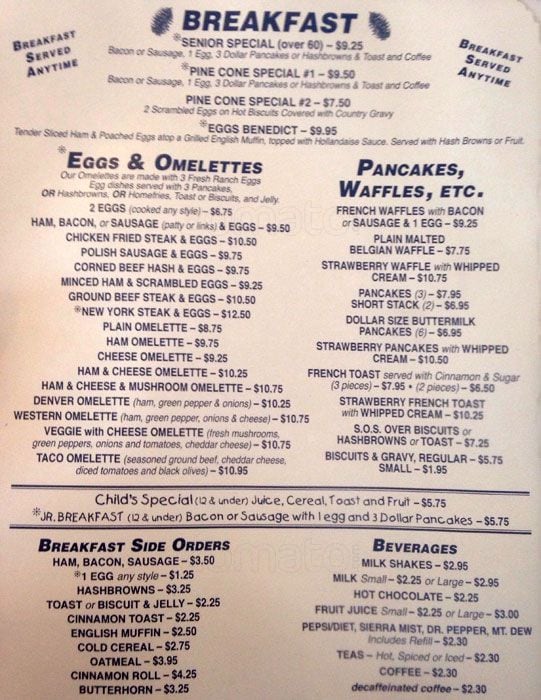 BREAKFAST
BREAKFAST
SERVED
ANYTIME
BREAKFAST
SERVED
ANYTIME
*SENIOR SPECIAL (over 60) – $9.25
Bacon or Sausage, 1 Egg, 3 Dollar Pancakes or Hashbrowns & Toast and Coffee
*PINE CONE SPECIAL #1 – $9.50
Bacon or Sausage, 1 Egg, 3 Dollar Pancakes or Hashbrowns & Toast and Coffee
PINE CONE SPECIAL #2 – $7.50
2 Scrambled Eggs on Hot Biscuits Covered with Country Gravy
*EGGS BENEDICT – $9.95
Tender Sliced Ham & Poached Eggs atop a Grilled English Muffin, topped with Hollandaise Sauce. Served with Hash Browns or Fruit.
*EGGS & OMELETTES
Our Omelettes are made with 3 Fresh Ranch Eggs
Egg dishes served with 3 Pancakes,
OR Hashbrowns, OR Homefries, Toast or Biscuits, and Jelly.
2 EGGS (cooked any style) – $6.75
HAM, BACON, or SAUSAGE (patty or links) & EGGS – $9.50
CHICKEN FRIED STEAK & EGGS – $10.50
POLISH SAUSAGE & EGGS – $9.75
CORNED BEEF HASH & EGGS – $9.75
MINCED HAM & SCRAMBLED EGGS – $9.25
GROUND BEEF STEAK & EGGS – $10.50
*NEW YORK STEAK & EGGS – $12.50
PLAIN OMELETTE – $8.75
HAM OMELETTE – $9.75
CHEESE OMELETTE – $9.25
HAM & CHEESE OMELETTE – $10.25
HAM & CHEESE & MUSHROOM OMELETTE – $10.75
DENVER OMELETTE (ham, green pepper & onions) – $10.25
WESTERN OMELETTE (ham, green pepper, onions & cheese) – $10.75
VEGGIE with CHEESE OMELETTE (fresh mushrooms,
green peppers, onions and tomatoes, cheddar cheese) – $10.75
TACO OMELETTE (seasoned ground beef, cheddar cheese,
diced tomatoes and black olives) – $10.95
PANCAKES,
WAFFLES, ETC.
FRENCH WAFFLES with BACON
or SAUSAGE & 1 EGG – $9.25
PLAIN MALTED
BELGIAN WAFFLE – $7.75
STRAWBERRY WAFFLE with WHIPPED
CREAM – $10.75
PANCAKES (3) – $7.95
SHORT STACK (2) – $6.95
DOLLAR SIZE BUTTERMILK
PANCAKES (6) – $6.95
STRAWBERRY PANCAKES with WHIPPED
CREAM – $10.50
FRENCH TOAST served with Cinnamon & Sugar
(3 pieces) – $7.95 • (2 pieces) – $6.50
STRAWBERRY FRENCH TOAST
with WHIPPED CREAM – $10.25
S.O.S. OVER BISCUITS or
HASHBROWNS or TOAST – $7.25
BISCUITS & GRAVY, REGULAR – $5.75
SMALL – $1.95
Child's Special (12 & under) Juice, Cereal, Toast and Fruit – $5.75
*JR. BREAKFAST (12 & under) Bacon or Sausage with 1 egg and 3 Dollar Pancakes – $5.75
BREAKFAST SIDE ORDERS
HAM, BACON, SAUSAGE – $3.50
*1 EGG any style – $1.25
HASHBROWNS – $3.25
TOAST or BISCUIT & JELLY – $2.25
CINNAMON TOAST – $2.25
ENGLISH MUFFIN – $2.50
COLD CEREAL – $2.75
OATMEAL – $3.95
CINNAMON ROLL – $4.25
BUTTERHORN – $3.25
BEVERAGES
MILK SHAKES – $2.95
MILK Small – $2.25 or Large – $2.95
HOT CHOCOLATE – $2.25
FRUIT JUICE Small – $2.25 or Large – $3.00
PEPSI/DIET, SIERRA MIST, DR. PEPPER, MT. DEW
Includes Refill – $2.30
TEAS – Hot, Spiced or Iced – $2.30
COFFEE – $2.30
decaffeinated coffee – $2.30